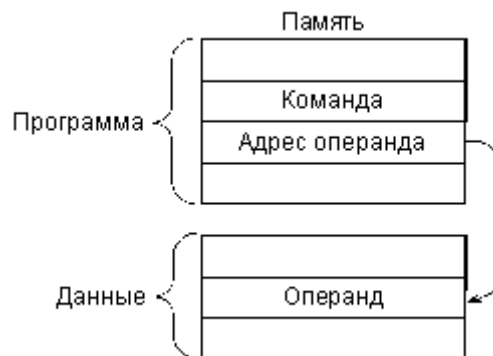 Память
Команда
Программа
Адрес операнда
Данные
Операнд